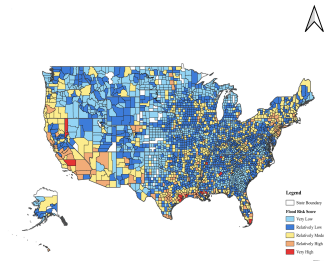 Legend
State Boundary
Flood Risk Score
Very Low
Relatively Low
Relatively Mode
Relatively High
Very High